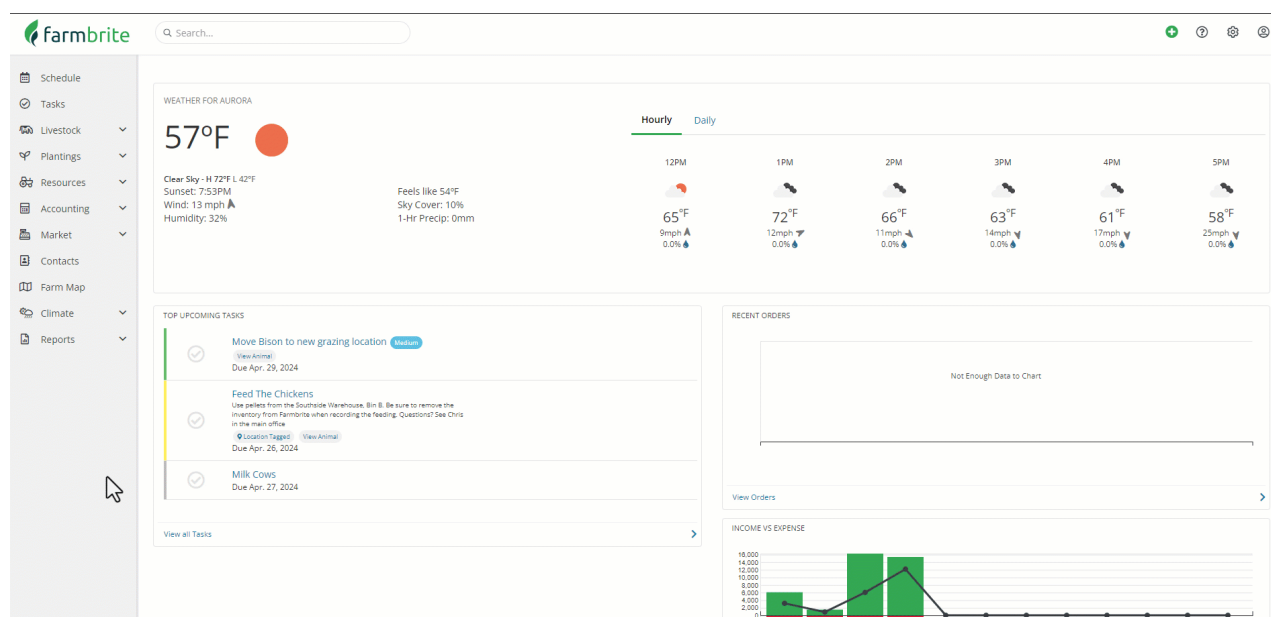 farmbrite
Search...
Schedule
Tasks
Livestock
Plantings
Resources
Accounting
Market
Contacts
Farm Map
Climate
Reports
WEATHER FOR AURORA
57°F
Clear Sky - H 72°F L 42°F
Sunset: 7:53PM
Wind: 13 mph
Humidity: 32%
Feels like 54°F
Sky Cover: 10%
1-Hr Precip: 0mm
Hourly Daily
12PM 1PM 2PM 3PM 4PM 5PM
65°F 72°F 66°F 63°F 61°F 58°F
9mph 12mph 11mph 14mph 17mph 25mph
0.0% 0.0% 0.0% 0.0% 0.0% 0.0%
TOP UPCOMING TASKS
Move Bison to new grazing location Medium
View Animal
Due Apr. 29, 2024
Feed The Chickens
Use pellets from the Southside Warehouse, Bin B. Be sure to remove the
inventory from Farmbrite when recording the feeding. Questions? See Chris
in the main office
Location Tagged View Animal
Due Apr. 26, 2024
Milk Cows
Due Apr. 27, 2024
View all Tasks
RECENT ORDERS
Not Enough Data to Chart
View Orders
INCOME VS EXPENSE
16,000
14,000
12,000
10,000
8,000
6,000
4,000
2,000
0